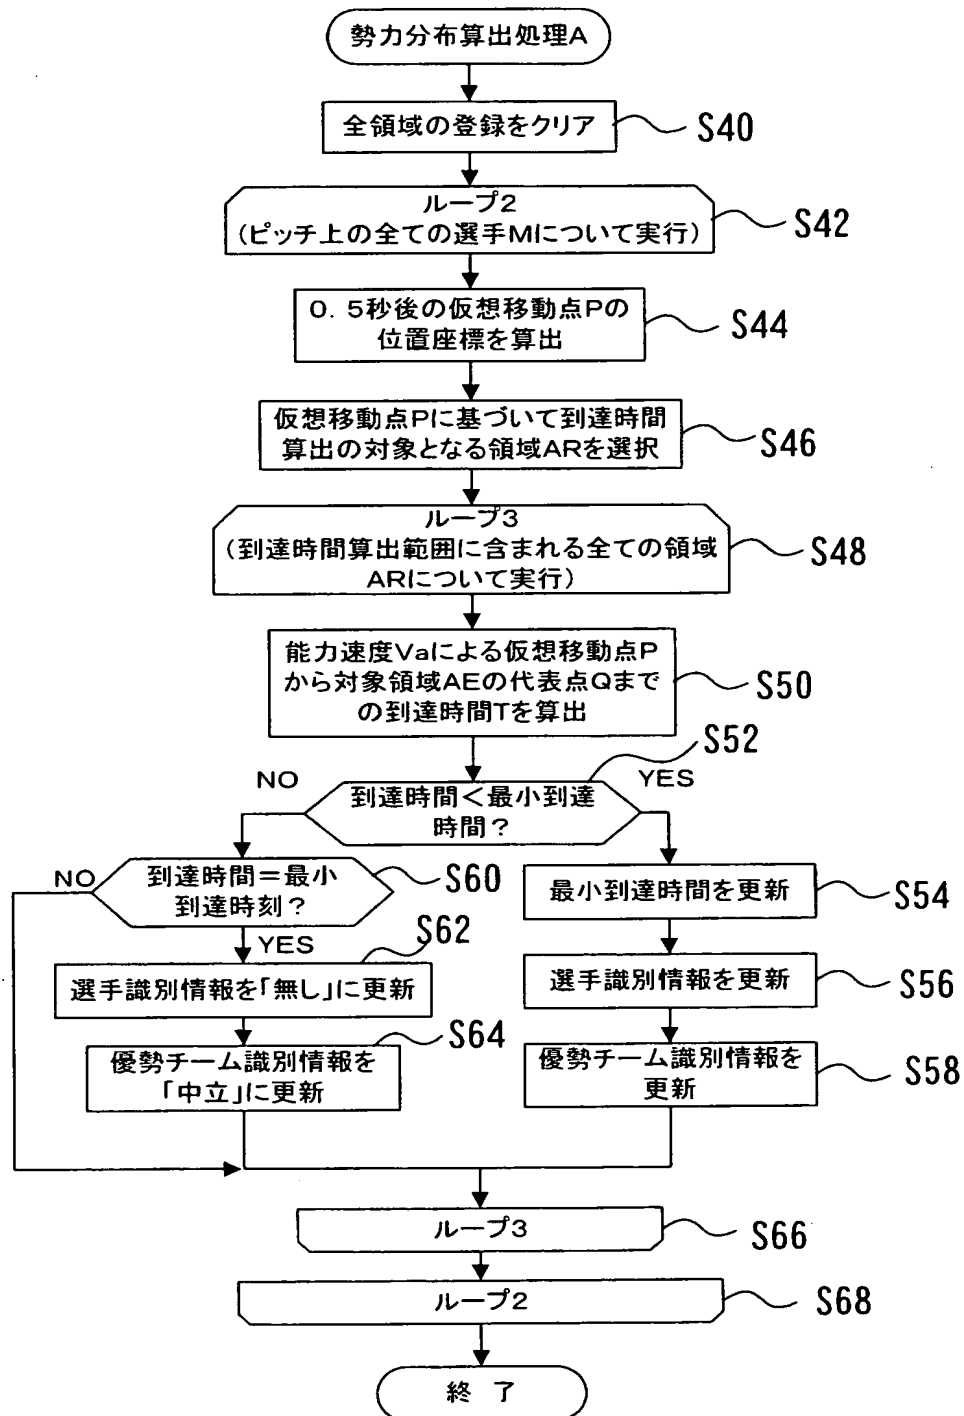 勢力分布算出処理A
全領域の登録をクリア
S40
ループ2
(ピッチ上の全ての選手Mについて実行)
S42
0.5秒後の仮想移動点Pの
位置座標を算出
S44
仮想移動点Pに基づいて到達時間
算出の対象となる領域ARを選択
S46
ループ3
(到達時間算出範囲に含まれる全ての領域
ARについて実行)
S48
能力速度Vaによる仮想移動点P
から対象領域AEの代表点Qまで
の到達時間Tを算出
S50
S52
NO
YES
到達時間<最小到達
時間?
NO
到達時間=最小
到達時刻?
S60
YES
最小到達時間を更新
S54
S62
選手識別情報を「無し」に更新
選手識別情報を更新
S56
S64
優勢チーム識別情報を
「中立」に更新
優勢チーム識別情報を
更新
S58
ループ3
S66
ループ2
S68
終了